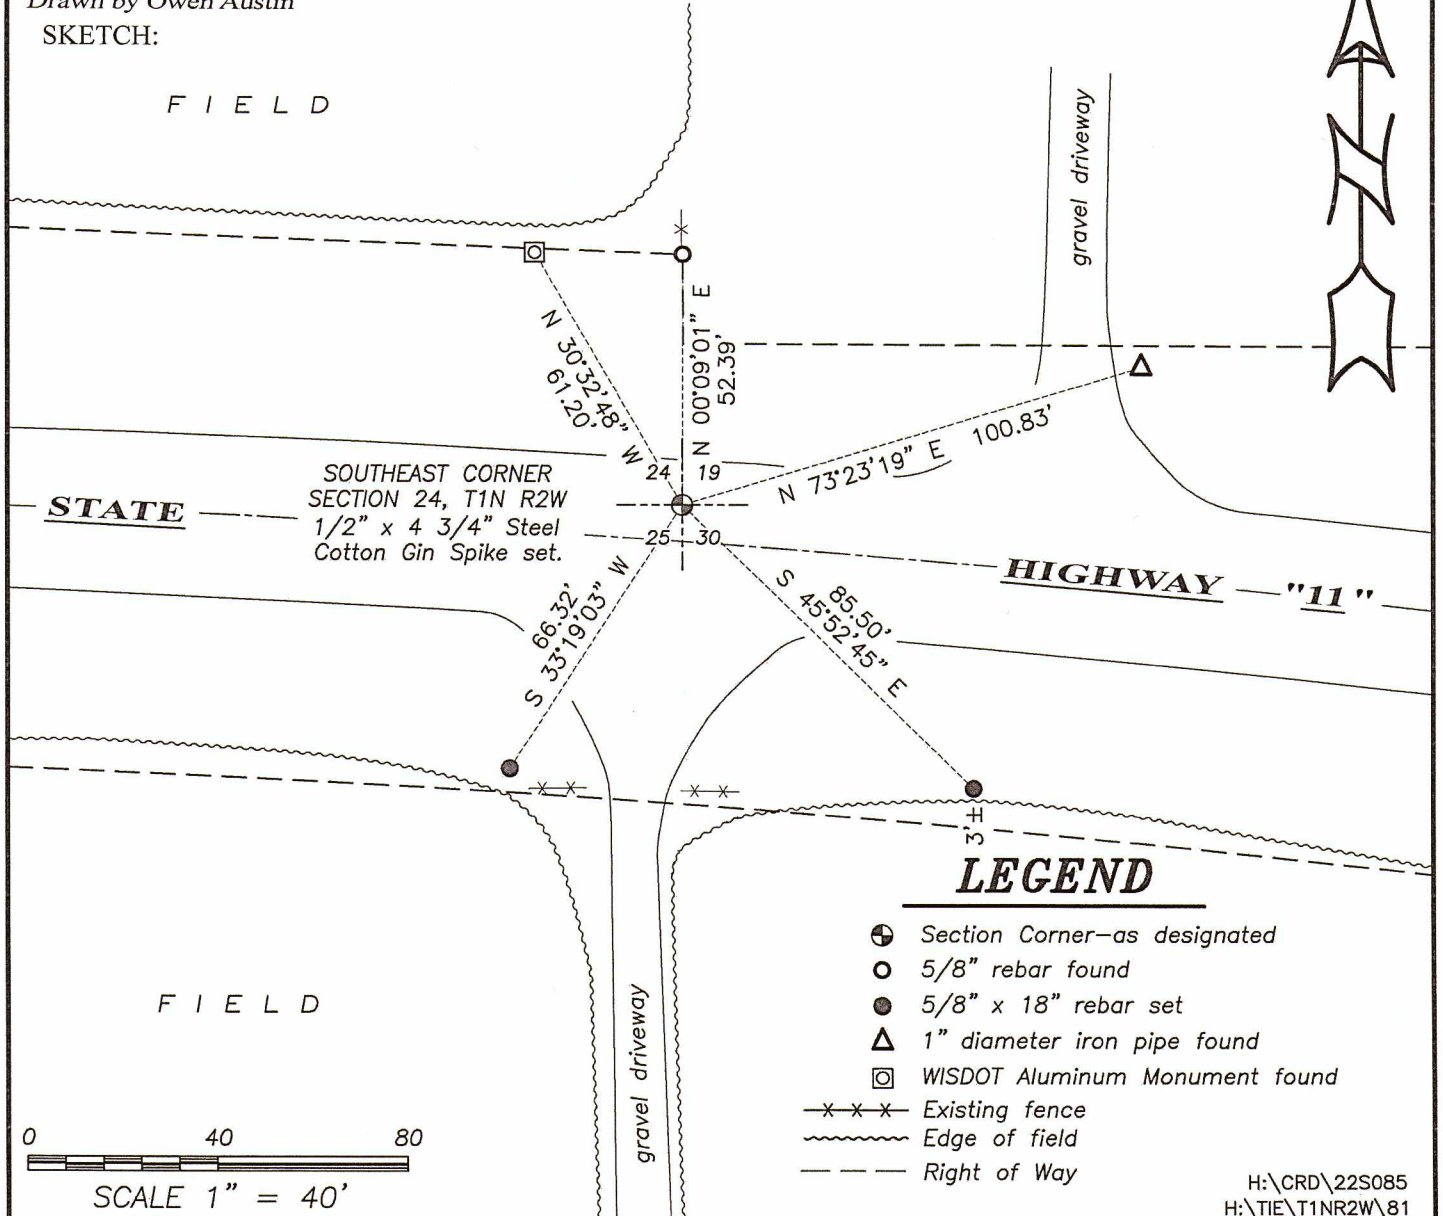 Drawn by Owen Austin
SKETCH:
F I E L D
gravel driveway
N
N 30°32'48" W
61.20'
N 00°09'01" E
52.39'
N 73°23'19" E 100.83'
24 19
25 30
SOUTHEAST CORNER
SECTION 24, T1N R2W
1/2" x 4 3/4" Steel
Cotton Gin Spike set.
STATE
HIGHWAY "11"
66.32'
S 33°19'03" W
85.50'
S 45°52'45" E
3'±
LEGEND
Section Corner-as designated
5/8" rebar found
5/8" x 18" rebar set
1" diameter iron pipe found
WISDOT Aluminum Monument found
x x x Existing fence
Edge of field
Right of Way
F I E L D
gravel driveway
0 40 80
SCALE 1" = 40'
H:\CRD\22S085
H:\TIE\T1NR2W\81